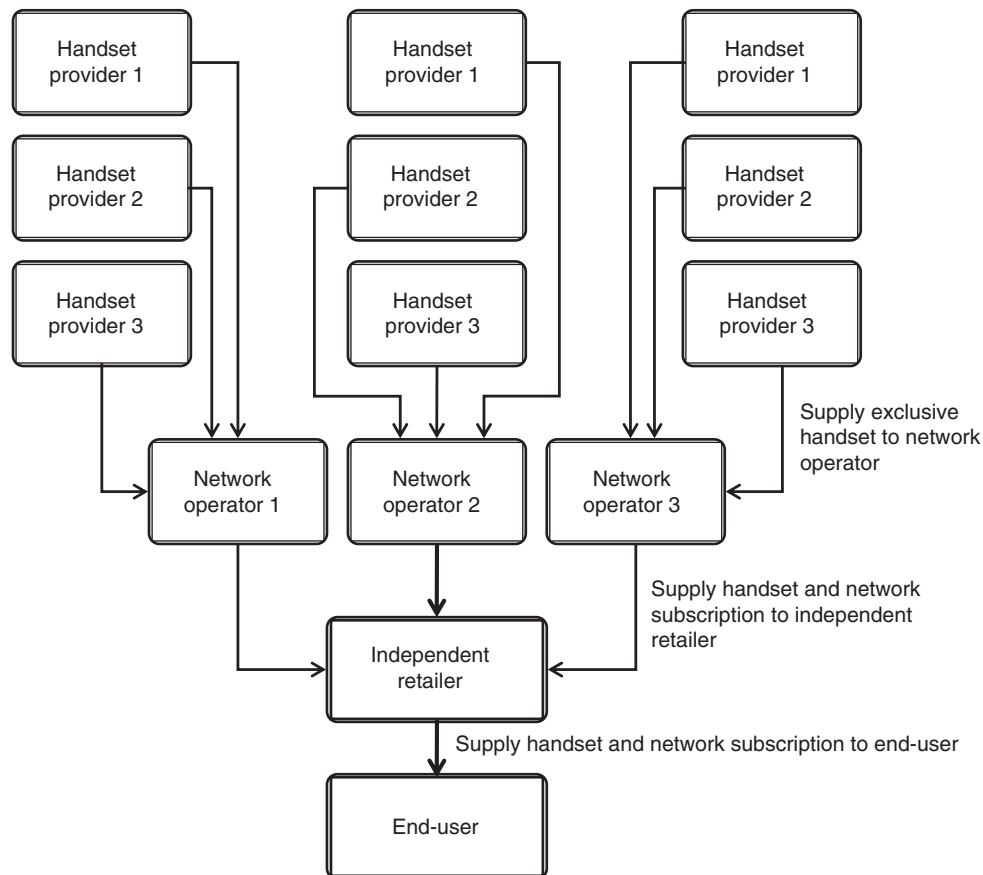 Handset
provider 1
Handset
provider 1
Handset
provider 1
Handset
provider 2
Handset
provider 2
Handset
provider 2
Handset
provider 3
Handset
provider 3
Handset
provider 3
Supply exclusive
handset to network
operator
Network
operator 1
Network
operator 2
Network
operator 3
Supply handset and network
subscription to independent
retailer
Independent
retailer
Supply handset and network subscription to end-user
End-user